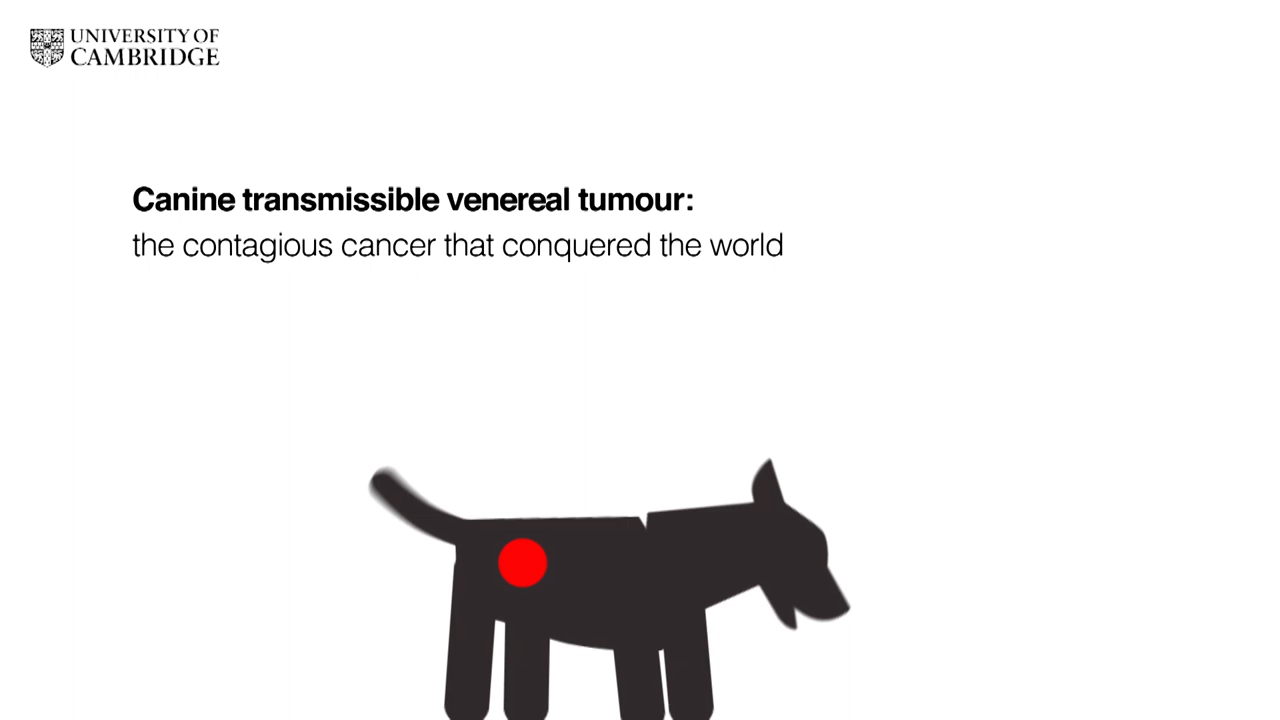 UNIVERSITY OF
CAMBRIDGE
Canine transmissible venereal tumour:
the contagious cancer that conquered the world